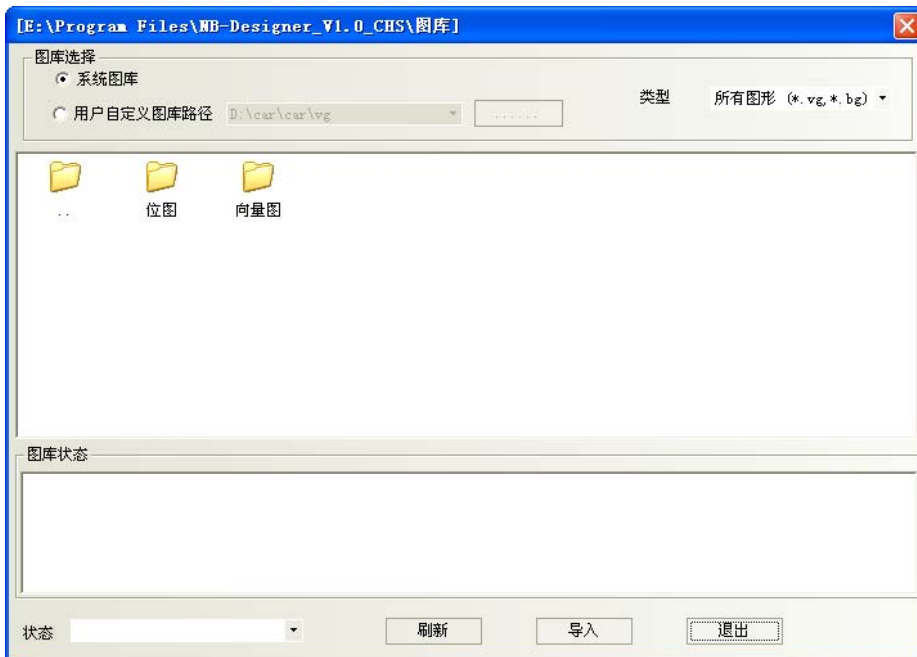 [E:\Program Files\NB-Designer_V1.0_CHS\图库]
图库选择
系统图库
用户自定义图库路径 D:\car\car\vg ......
类型 所有图形 (*.vg,*.bg)
.. 位图 向量图
图库状态
状态 刷新 导入 退出